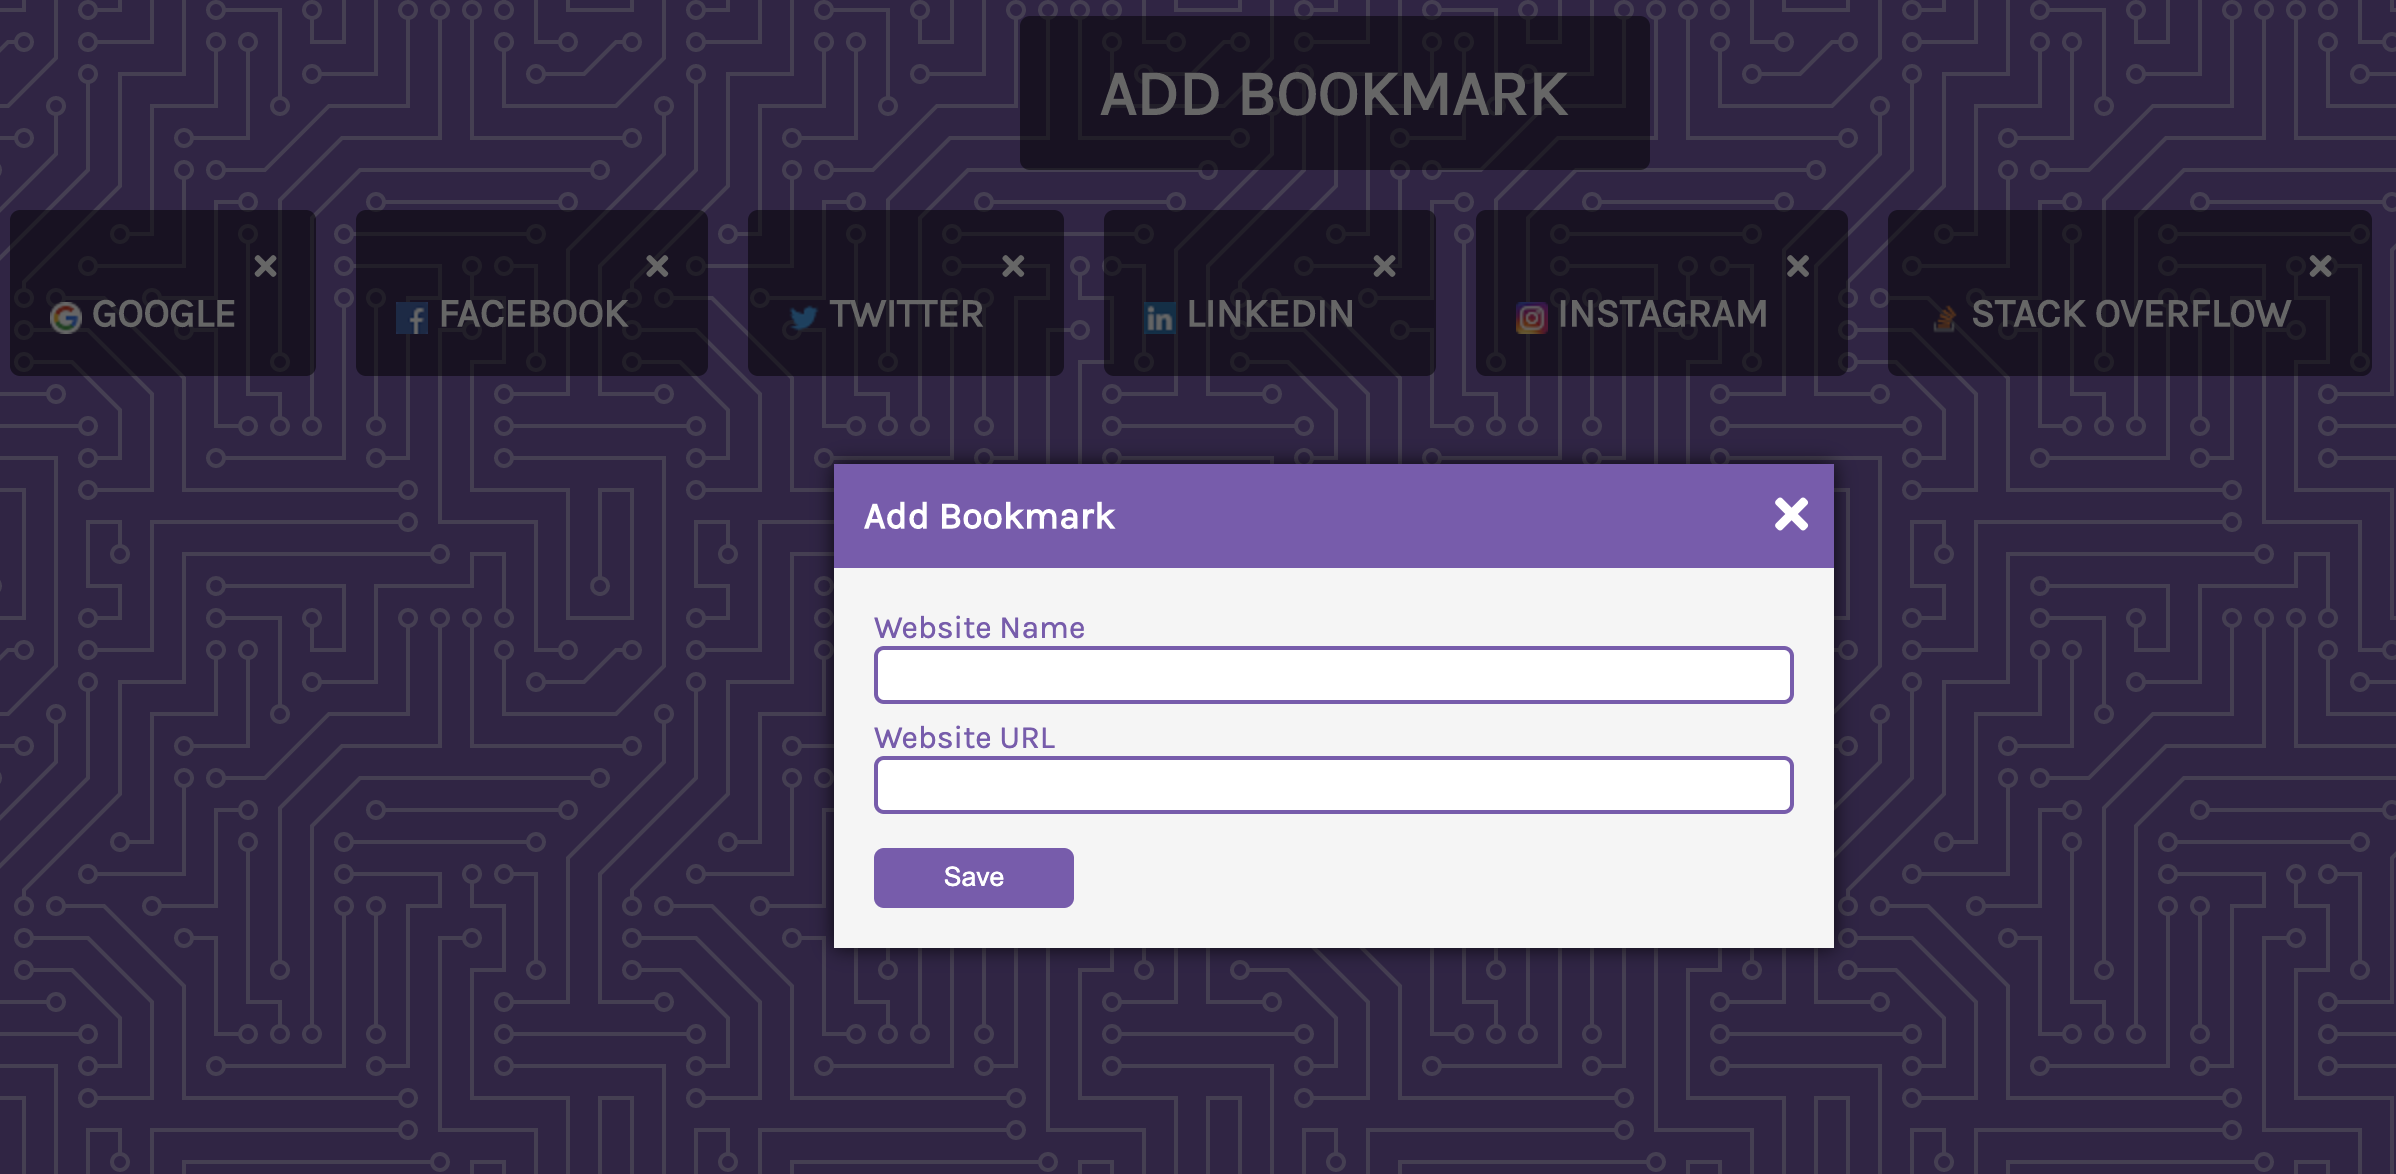 ADD BOOKMARK
GOOGLE
FACEBOOK
TWITTER
LINKEDIN
INSTAGRAM
STACK OVERFLOW
Add Bookmark
Website Name
Website URL
Save